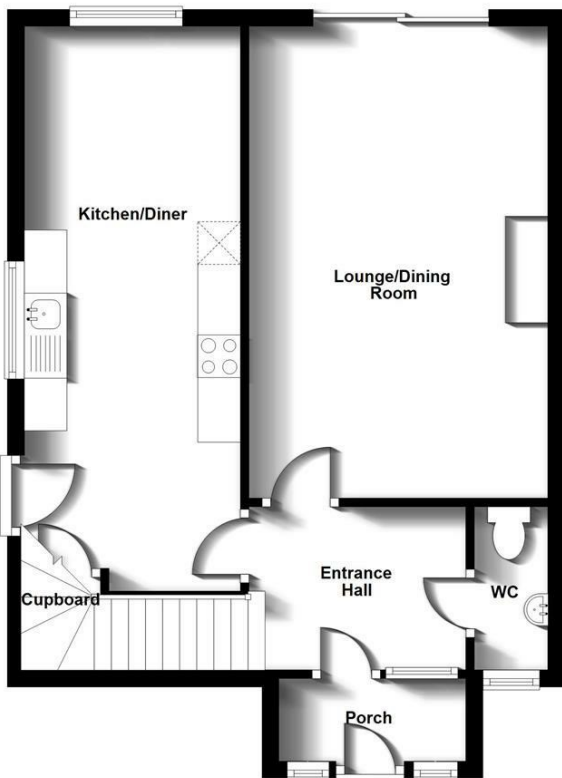 Kitchen/Diner
Lounge/Dining
Room
Entrance
Hall
WC
Cupboard
Porch